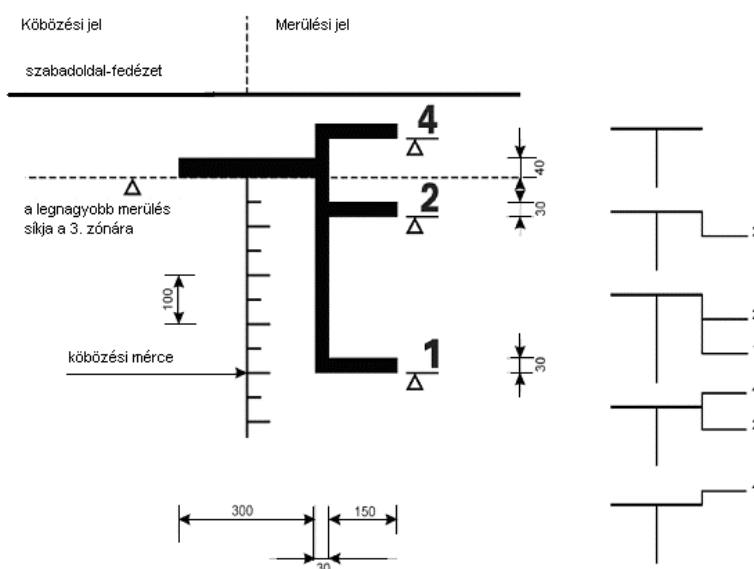 Köbözési jel
Merülési jel
szabadoldal-fedézet
4
40
a legnagyobb merülés
síkja a 3. zónára
2
30
100
köbözési mérce
1
30
300
150
30